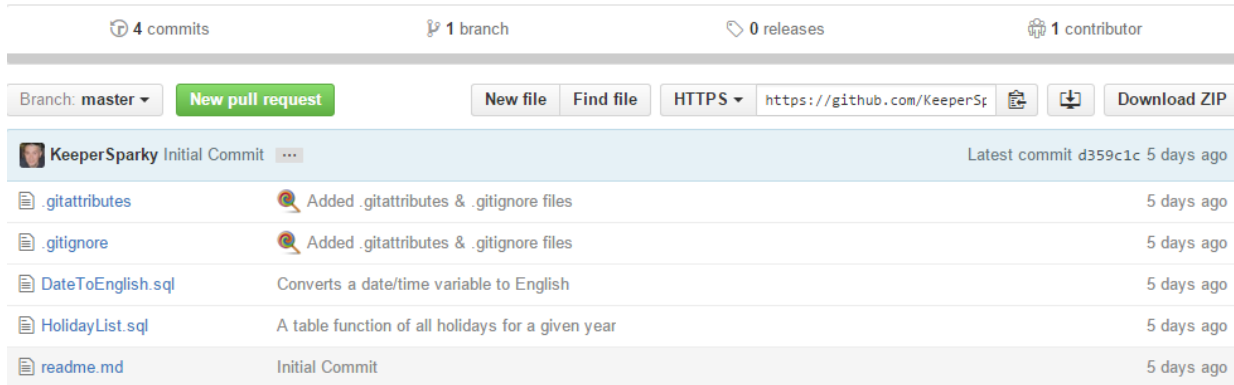 4 commits 1 branch 0 releases 1 contributor
Branch: master New pull request New file Find file HTTPS https://github.com/KeeperSp Download ZIP
KeeperSparky Initial Commit ... Latest commit d359c1c 5 days ago
.gitattributes Added .gitattributes & .gitignore files 5 days ago
.gitignore Added .gitattributes & .gitignore files 5 days ago
DateToEnglish.sql Converts a date/time variable to English 5 days ago
HolidayList.sql A table function of all holidays for a given year 5 days ago
readme.md Initial Commit 5 days ago